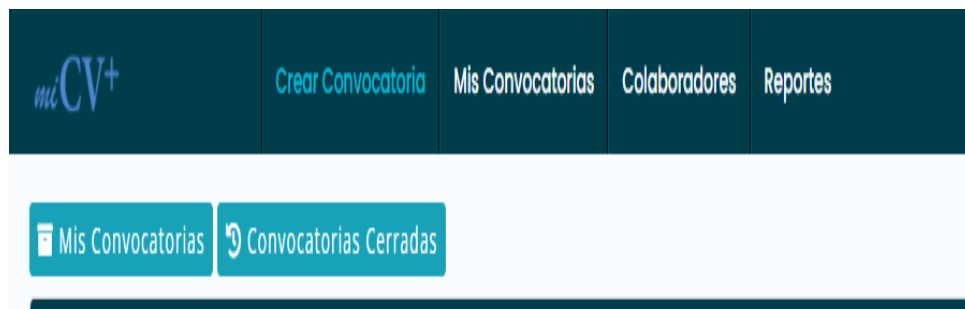 miCV+ Crear Convocatoria Mis Convocatorias Colaboradores Reportes
Mis Convocatorias Convocatorias Cerradas